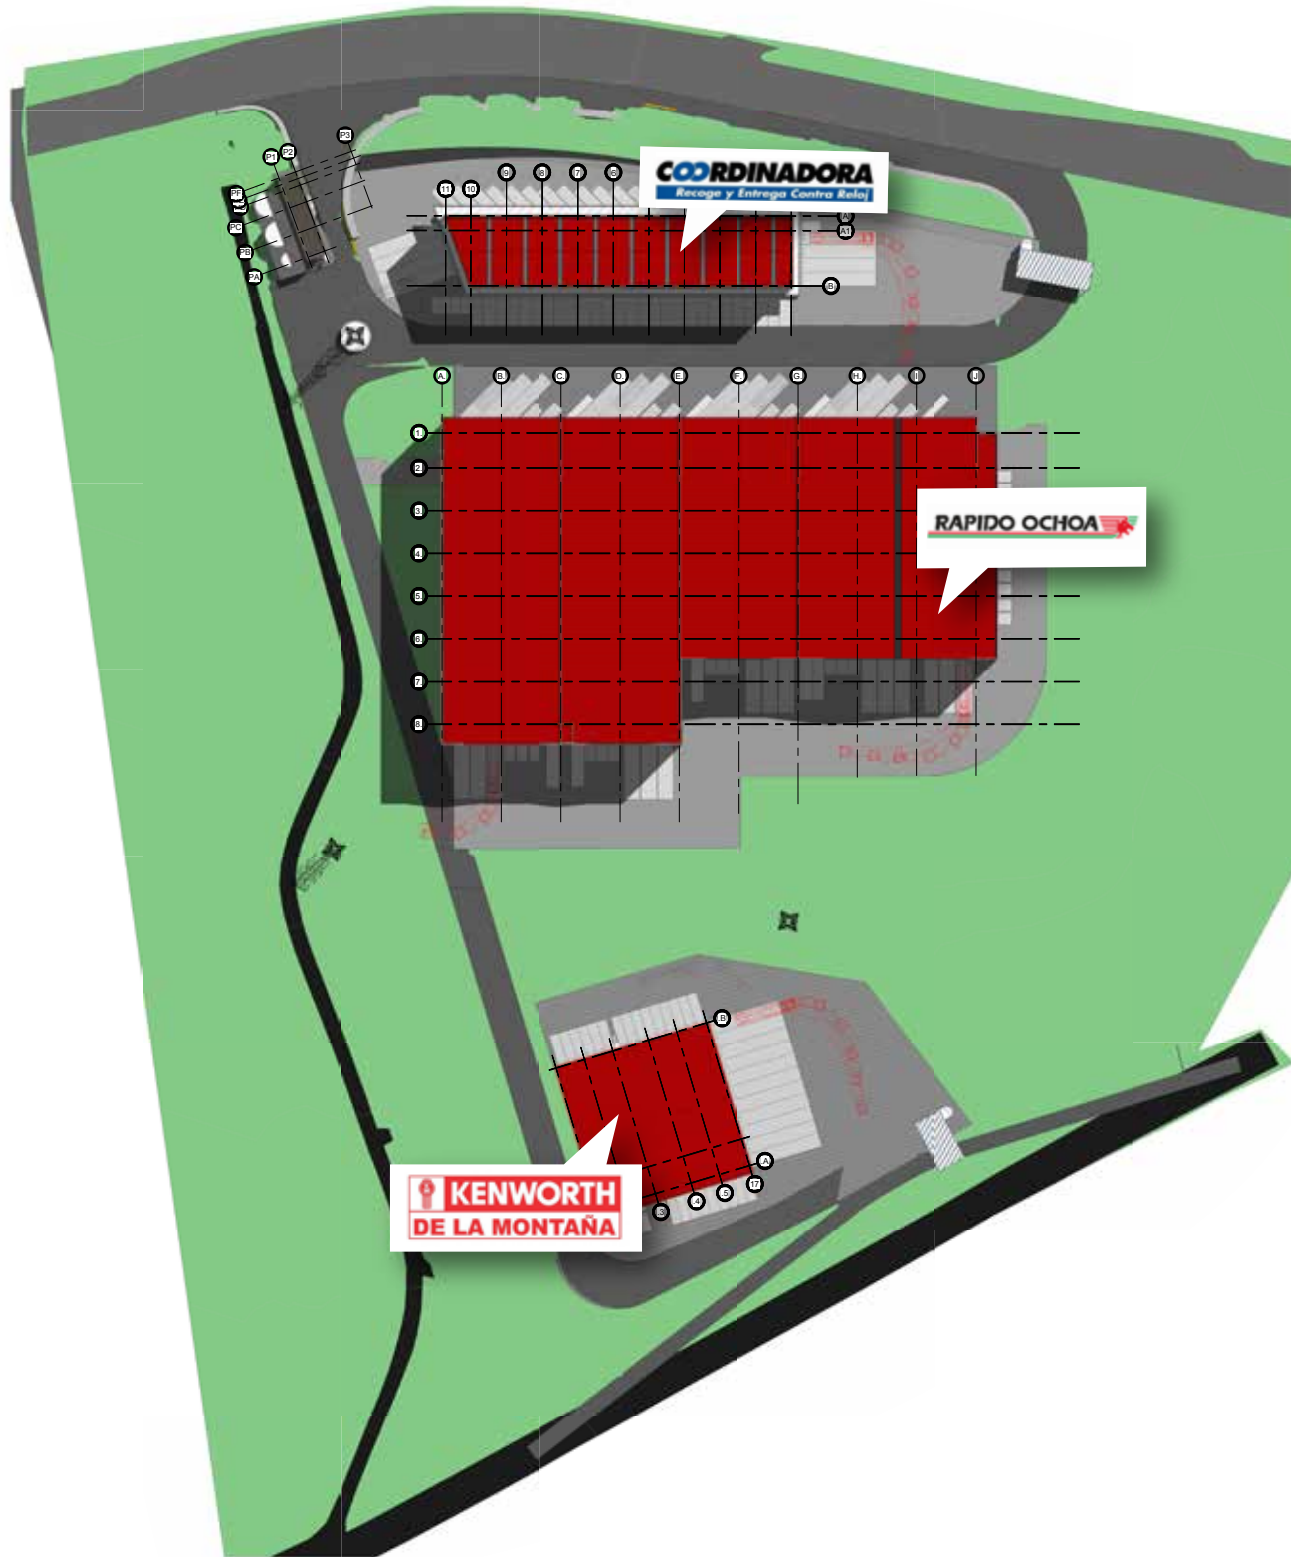 P3
P1
P2
PF
PC
PB
PA
COORDINADORA
Recoge y Entrega Contra Reloj
11
10
9
8
7
6
A
A1
B
A.
B.
C.
D.
E.
F.
G.
H.
I
J
1.
2.
3.
4.
5.
6.
7.
8.
RAPIDO OCHOA
.B
.A
17
.5
.4
.3
KENWORTH
DE LA MONTAÑA